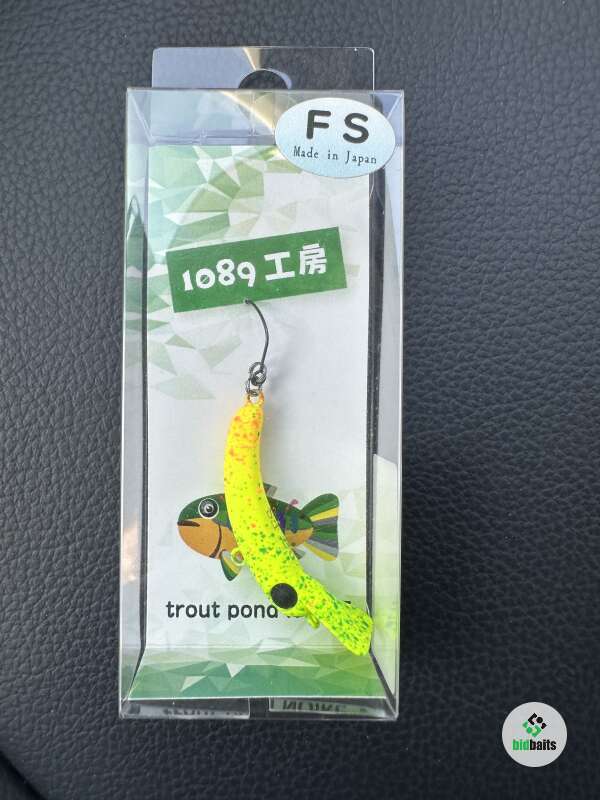 FS
Made in Japan
1089工房
trout pond
bidbaits